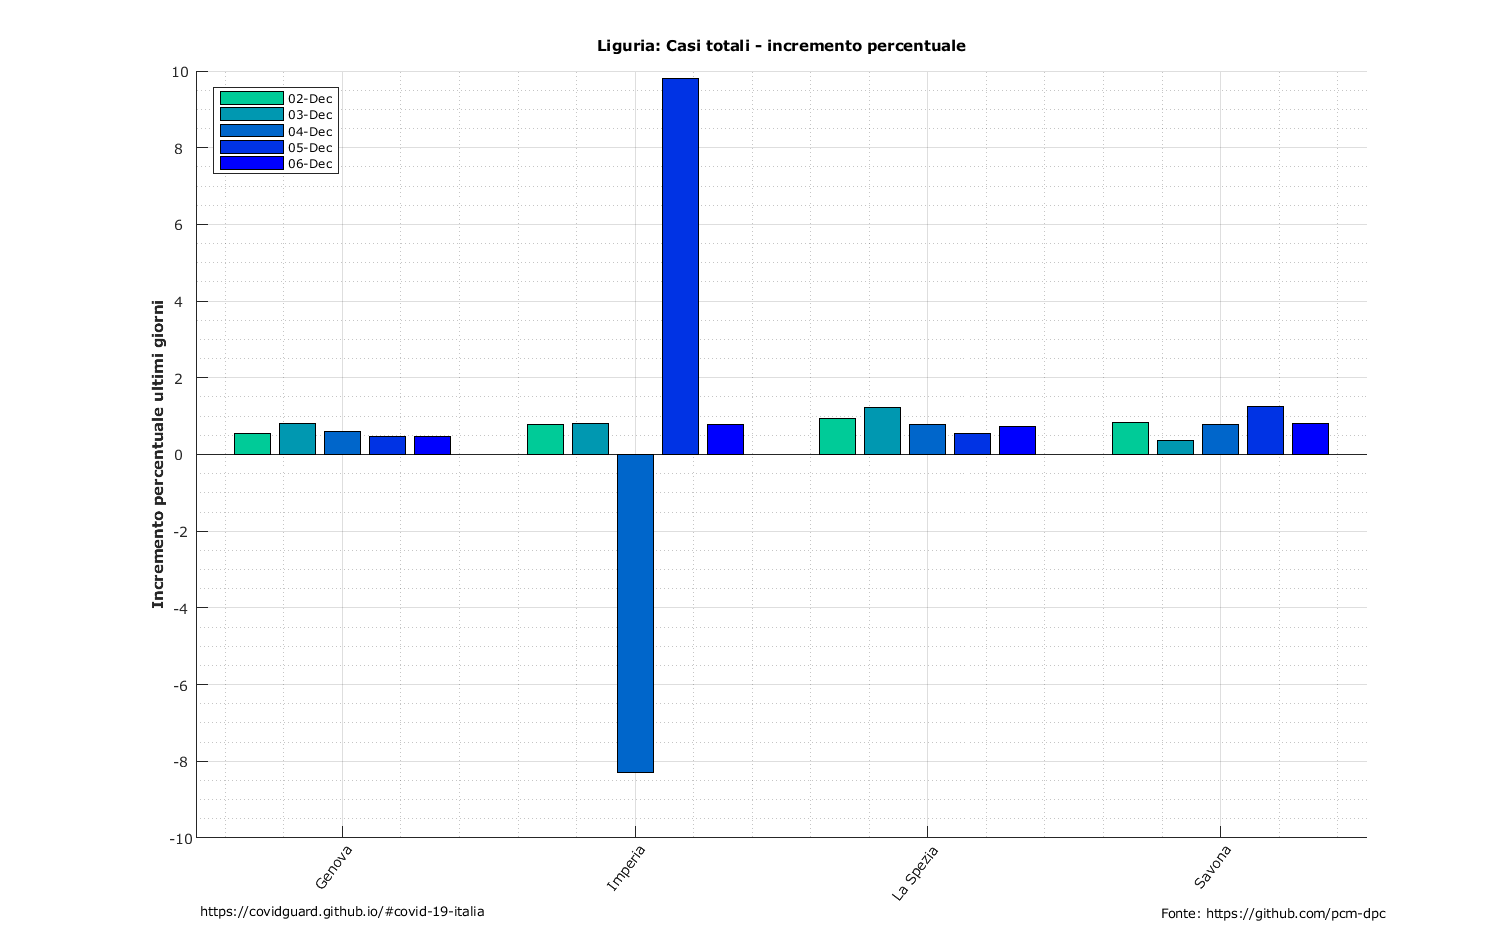 Liguria: Casi totali - incremento percentuale
Incremento percentuale ultimi giorni
10
8
6
4
2
0
-2
-4
-6
-8
-10
02-Dec
03-Dec
04-Dec
05-Dec
06-Dec
Genova
Imperia
La Spezia
Savona
https://covidguard.github.io/#covid-19-italia
Fonte: https://github.com/pcm-dpc